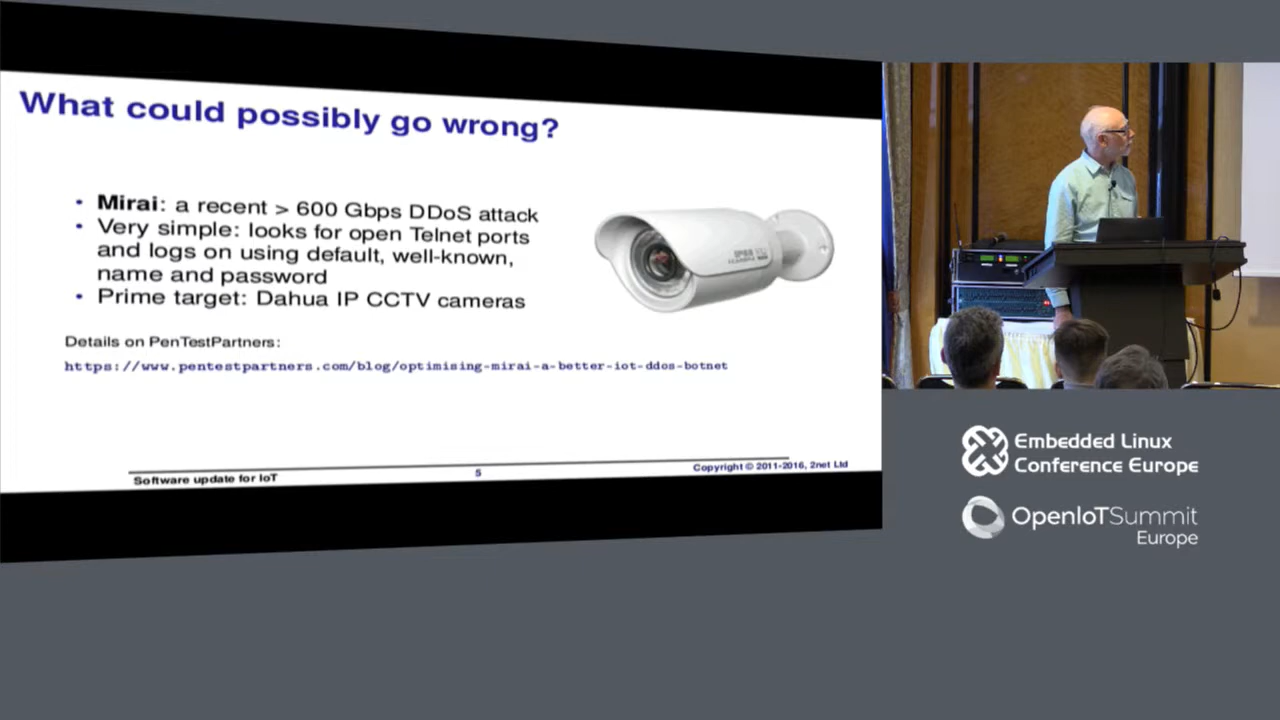 What could possibly go wrong?
• Mirai: a recent > 600 Gbps DDoS attack
• Very simple: looks for open Telnet ports
and logs on using default, well-known,
name and password
• Prime target: Dahua IP CCTV cameras
Details on PenTestPartners:
https://www.pentestpartners.com/blog/optimising-mirai-a-better-iot-ddos-botnet
Software update for IoT
5
Copyright © 2011-2016, 2net Ltd
Embedded Linux
Conference Europe
OpenIoTSummit
Europe